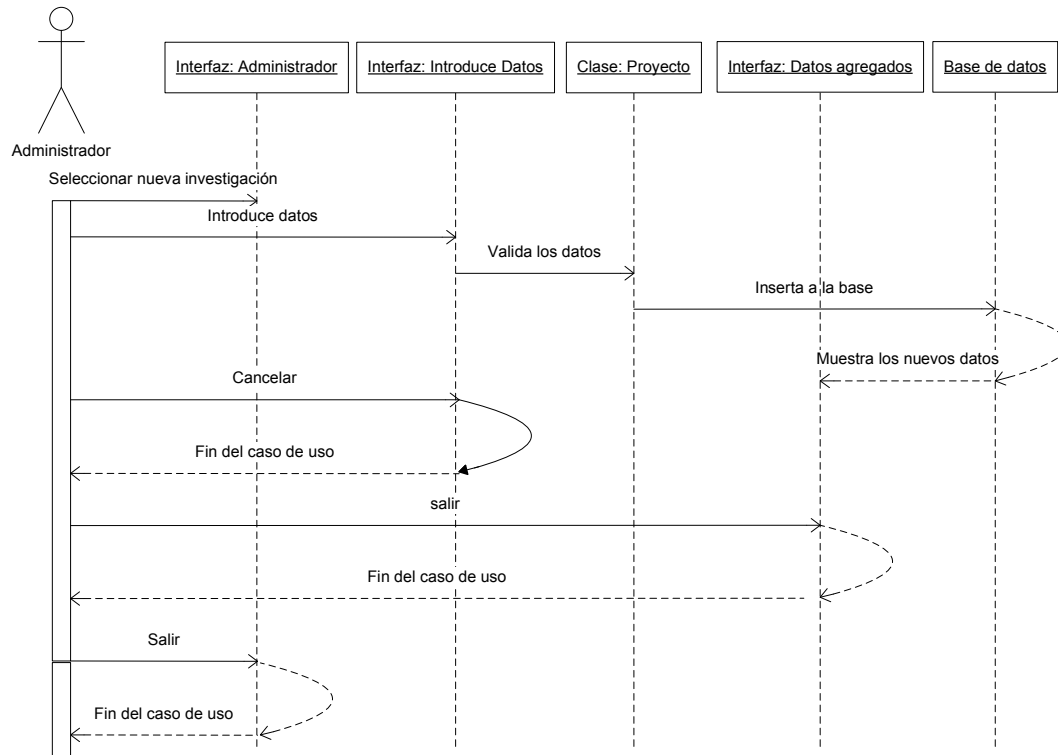 Interfaz: Administrador
Interfaz: Introduce Datos
Clase: Proyecto
Interfaz: Datos agregados
Base de datos
Administrador
Seleccionar nueva investigación
Introduce datos
Valida los datos
Inserta a la base
Muestra los nuevos datos
Cancelar
Fin del caso de uso
salir
Fin del caso de uso
Salir
Fin del caso de uso